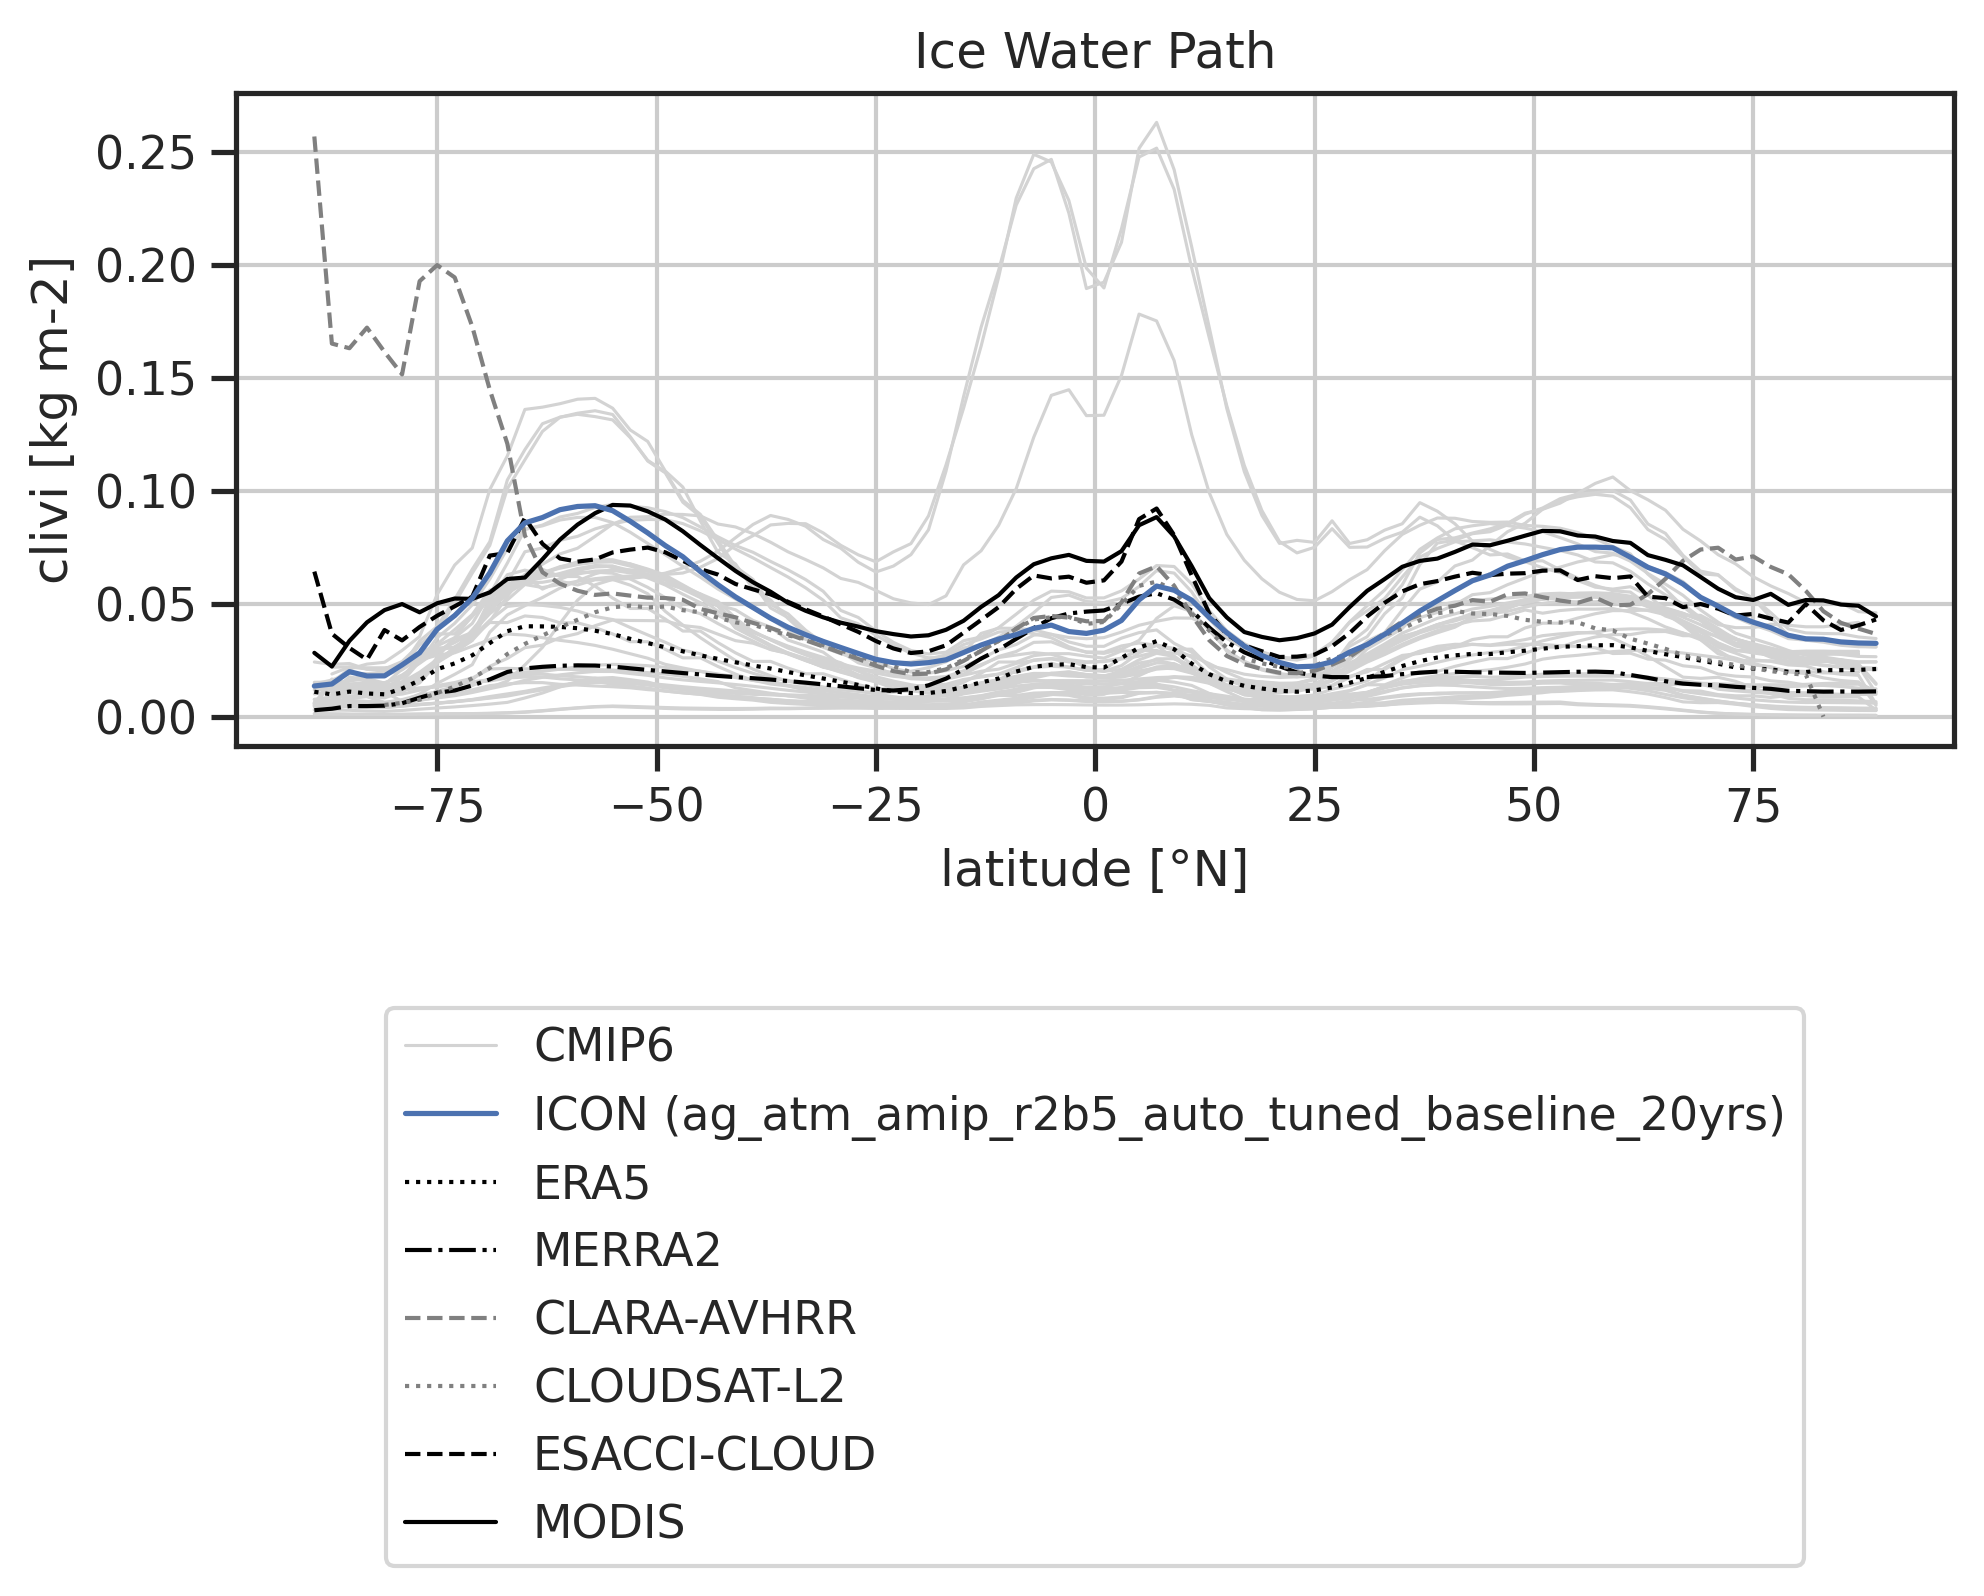 Ice Water Path
clivi [kg m-2]
0.25
0.20
0.15
0.10
0.05
0.00
−75 −50 −25 0 25 50 75
latitude [°N]
CMIP6
ICON (ag_atm_amip_r2b5_auto_tuned_baseline_20yrs)
ERA5
MERRA2
CLARA-AVHRR
CLOUDSAT-L2
ESACCI-CLOUD
MODIS